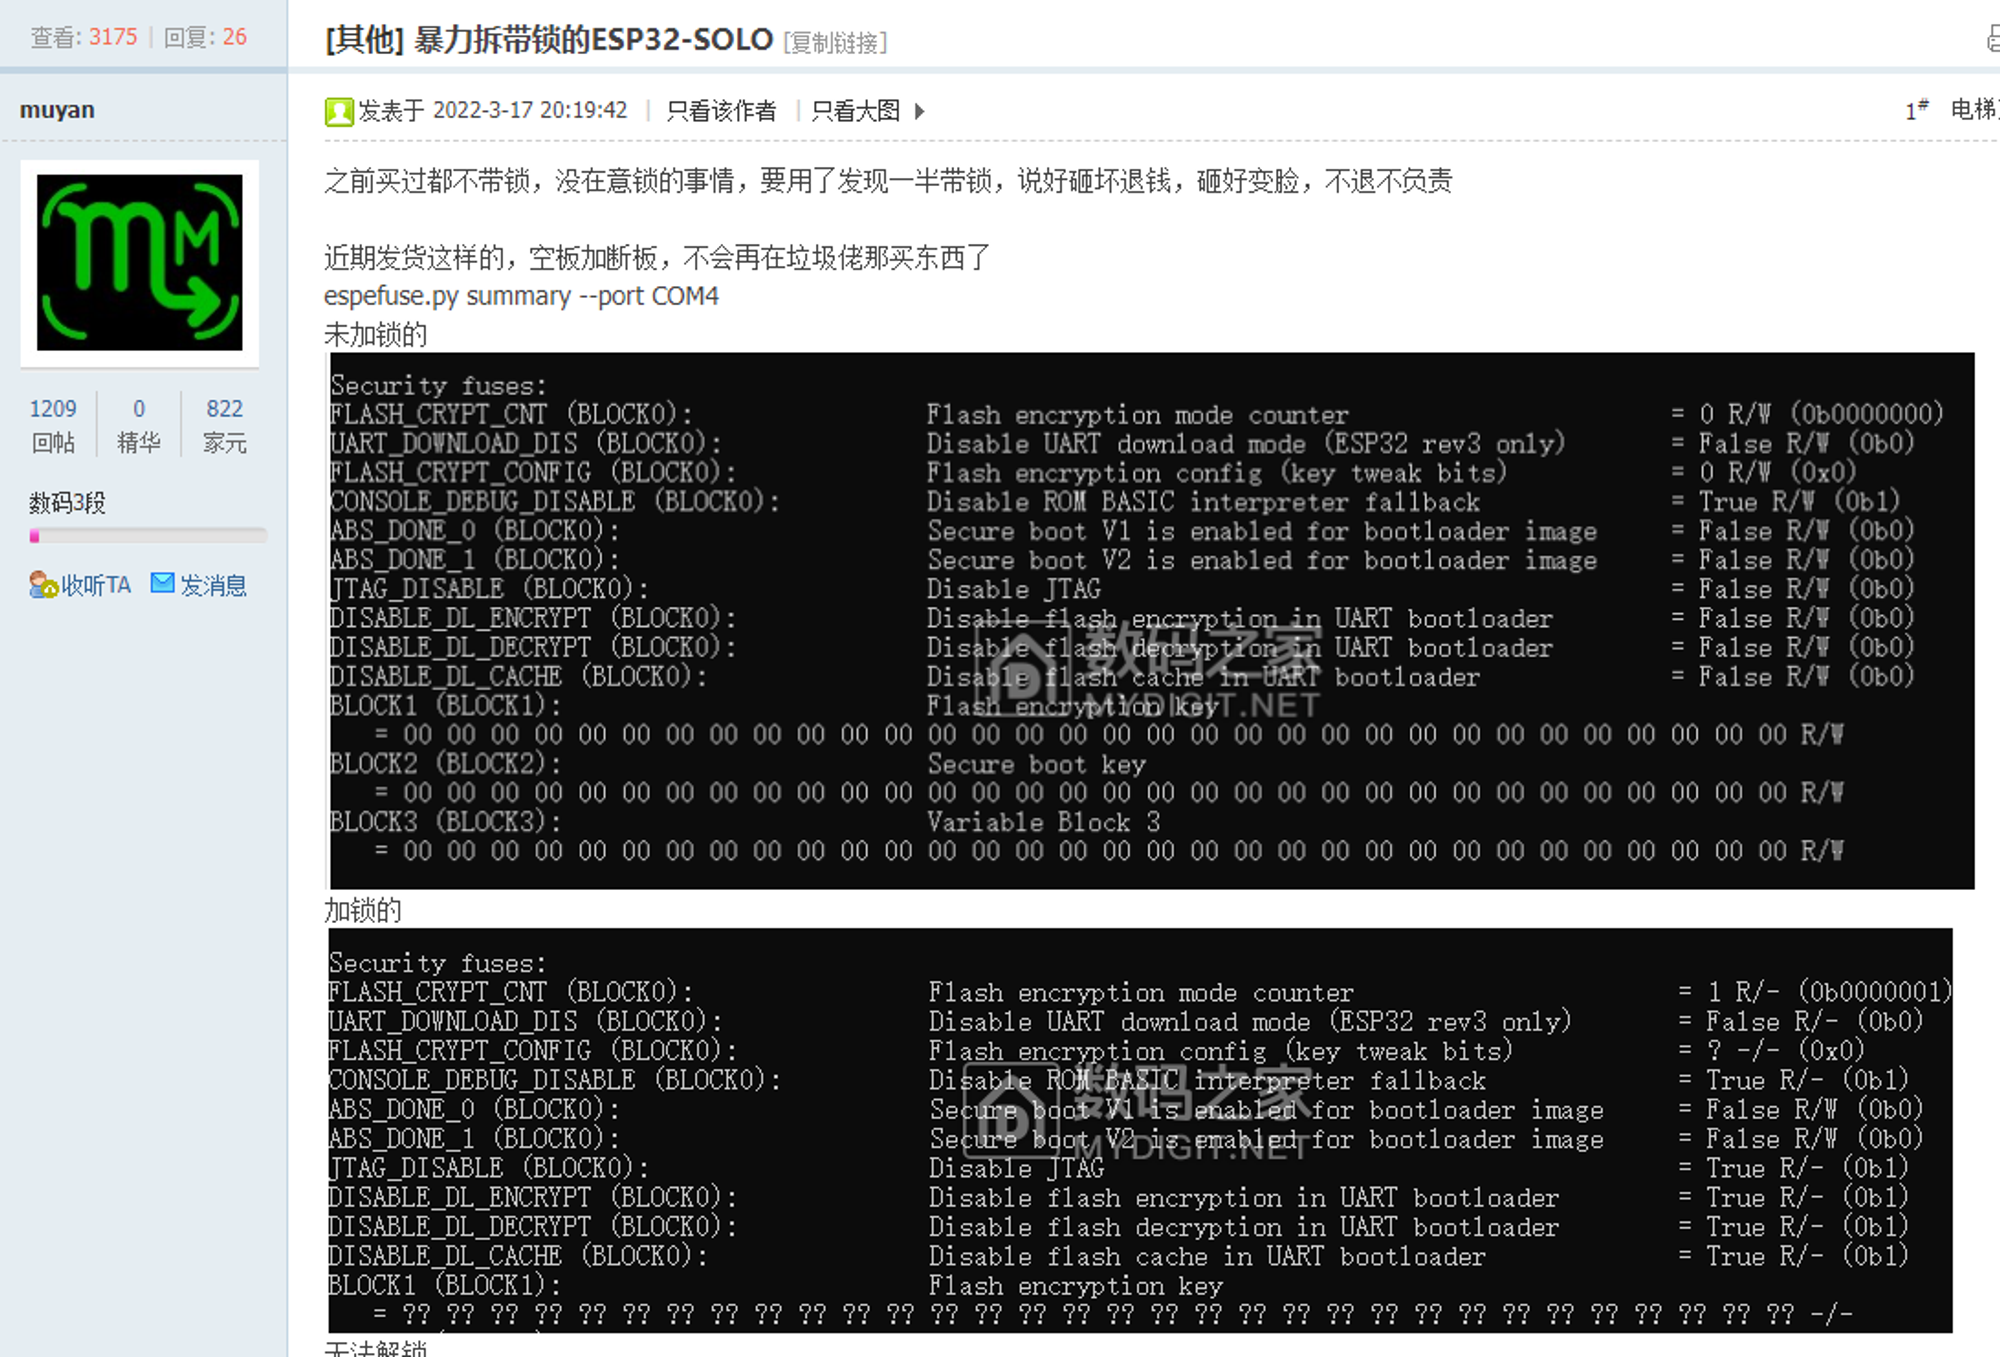 查看: 3175 | 回复: 26
[其他] 暴力拆带锁的ESP32-SOLO [复制链接]
muyan
发表于 2022-3-17 20:19:42 | 只看该作者 | 只看大图
1#
电梯
1209
0
822
回帖
精华
家元
数码3段
收听TA
发消息
之前买过都不带锁，没在意锁的事情，要用了发现一半带锁，说好砸坏退钱，砸好变脸，不退不负责
近期发货这样的，空板加断板，不会再在垃圾佬那买东西了
espefuse.py summary --port COM4
未加锁的
Security fuses:
FLASH_CRYPT_CNT (BLOCK0): Flash encryption mode counter = 0 R/W (0b0000000)
UART_DOWNLOAD_DIS (BLOCK0): Disable UART download mode (ESP32 rev3 only) = False R/W (0b0)
FLASH_CRYPT_CONFIG (BLOCK0): Flash encryption config (key tweak bits) = 0 R/W (0x0)
CONSOLE_DEBUG_DISABLE (BLOCK0): Disable ROM BASIC interpreter fallback = True R/W (0b1)
ABS_DONE_0 (BLOCK0): Secure boot V1 is enabled for bootloader image = False R/W (0b0)
ABS_DONE_1 (BLOCK0): Secure boot V2 is enabled for bootloader image = False R/W (0b0)
JTAG_DISABLE (BLOCK0): Disable JTAG = False R/W (0b0)
DISABLE_DL_ENCRYPT (BLOCK0): Disable flash encryption in UART bootloader = False R/W (0b0)
DISABLE_DL_DECRYPT (BLOCK0): Disable flash decryption in UART bootloader = False R/W (0b0)
DISABLE_DL_CACHE (BLOCK0): Disable flash cache in UART bootloader = False R/W (0b0)
BLOCK1 (BLOCK1): Flash encryption key
= 00 00 00 00 00 00 00 00 00 00 00 00 00 00 00 00 00 00 00 00 00 00 00 00 00 00 00 00 00 00 00 00 R/W
BLOCK2 (BLOCK2): Secure boot key
= 00 00 00 00 00 00 00 00 00 00 00 00 00 00 00 00 00 00 00 00 00 00 00 00 00 00 00 00 00 00 00 00 R/W
BLOCK3 (BLOCK3): Variable Block 3
= 00 00 00 00 00 00 00 00 00 00 00 00 00 00 00 00 00 00 00 00 00 00 00 00 00 00 00 00 00 00 00 00 R/W
数码之家
MYDIGIT.NET
加锁的
Security fuses:
FLASH_CRYPT_CNT (BLOCK0): Flash encryption mode counter = 1 R/- (0b0000001)
UART_DOWNLOAD_DIS (BLOCK0): Disable UART download mode (ESP32 rev3 only) = False R/- (0b0)
FLASH_CRYPT_CONFIG (BLOCK0): Flash encryption config (key tweak bits) = ? -/- (0x0)
CONSOLE_DEBUG_DISABLE (BLOCK0): Disable ROM BASIC interpreter fallback = True R/- (0b1)
ABS_DONE_0 (BLOCK0): Secure boot V1 is enabled for bootloader image = False R/W (0b0)
ABS_DONE_1 (BLOCK0): Secure boot V2 is enabled for bootloader image = False R/W (0b0)
JTAG_DISABLE (BLOCK0): Disable JTAG = True R/- (0b1)
DISABLE_DL_ENCRYPT (BLOCK0): Disable flash encryption in UART bootloader = True R/- (0b1)
DISABLE_DL_DECRYPT (BLOCK0): Disable flash decryption in UART bootloader = True R/- (0b1)
DISABLE_DL_CACHE (BLOCK0): Disable flash cache in UART bootloader = True R/- (0b1)
BLOCK1 (BLOCK1): Flash encryption key
= ?? ?? ?? ?? ?? ?? ?? ?? ?? ?? ?? ?? ?? ?? ?? ?? ?? ?? ?? ?? ?? ?? ?? ?? ?? ?? ?? ?? ?? ?? ?? ?? -/-
数码之家
MYDIGIT.NET
无法解锁